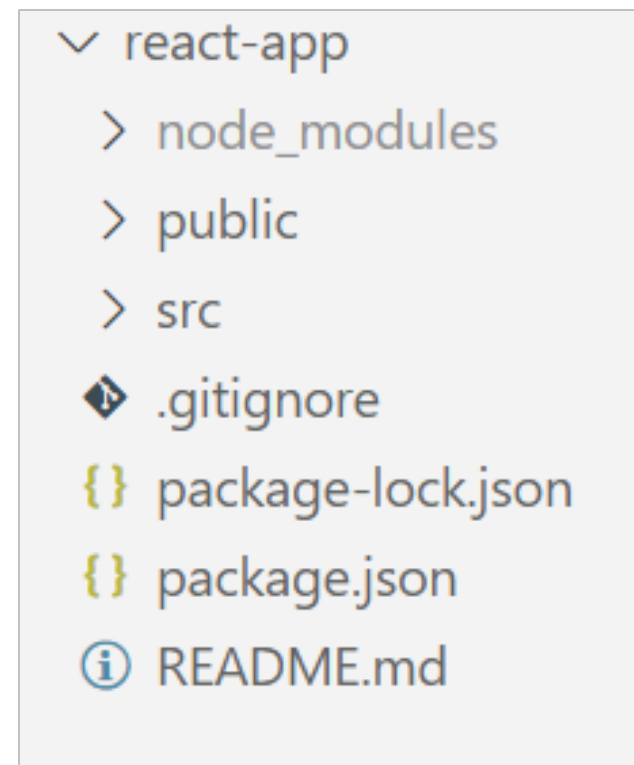 react-app
node_modules
public
src
.gitignore
{} package-lock.json
{} package.json
README.md